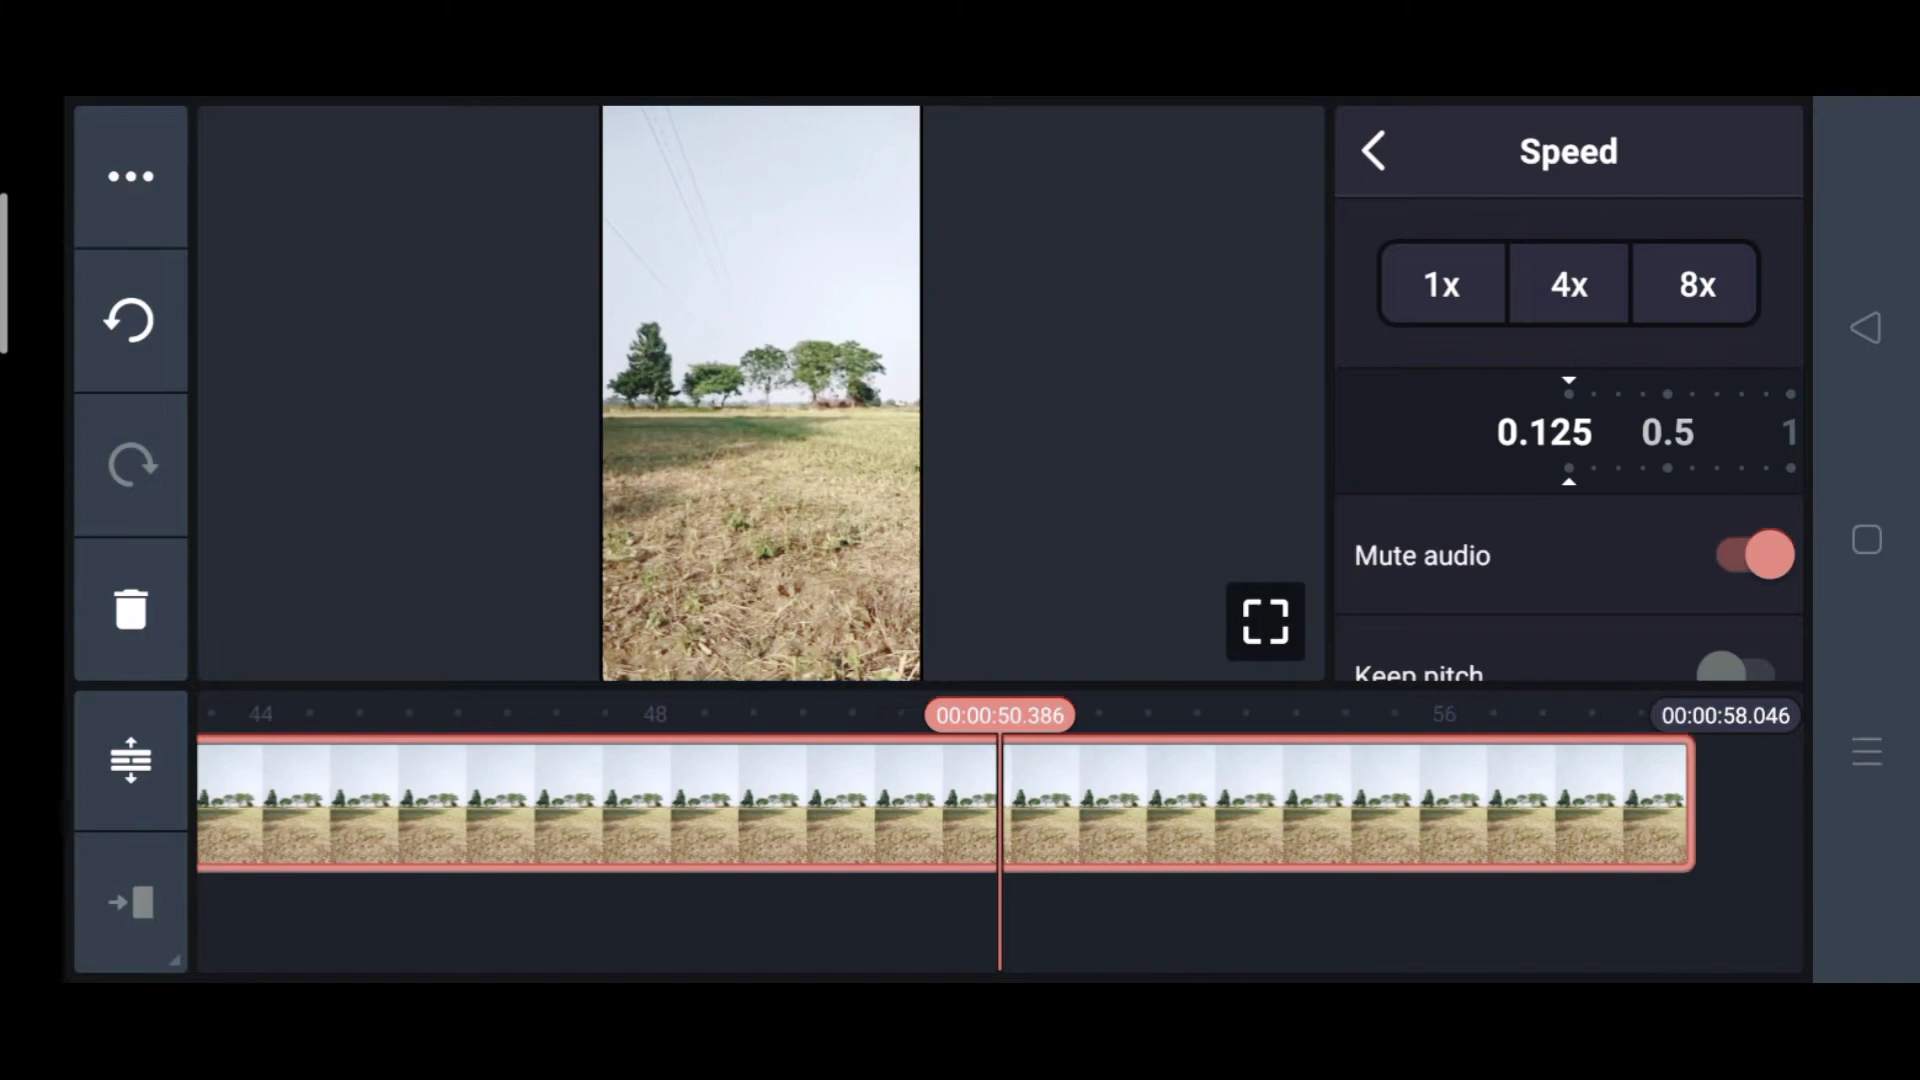 Speed
1x 4x 8x
0.125 0.5 1
Mute audio
Keep pitch
44 48 00:00:50.386 56 00:00:58.046